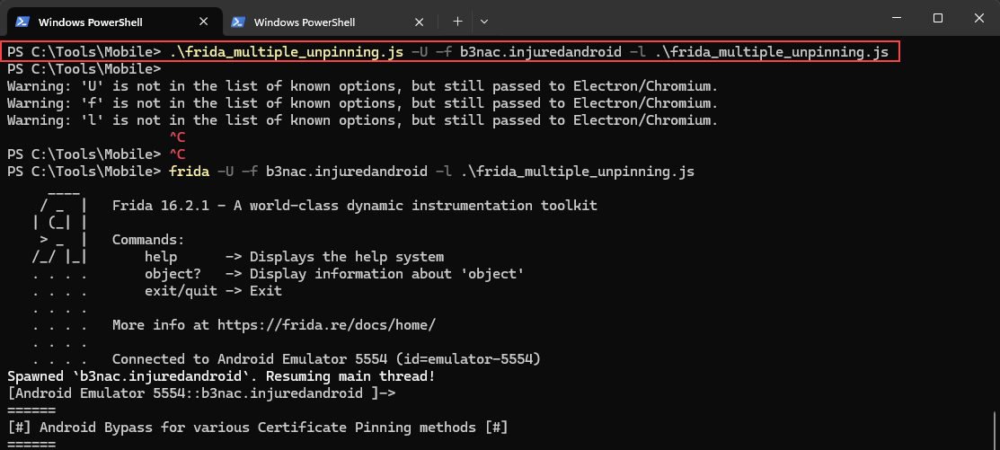 Windows PowerShell
Windows PowerShell
PS C:\Tools\Mobile> .\frida_multiple_unpinning.js -U -f b3nac.injuredandroid -l .\frida_multiple_unpinning.js
PS C:\Tools\Mobile>
Warning: 'U' is not in the list of known options, but still passed to Electron/Chromium.
Warning: 'f' is not in the list of known options, but still passed to Electron/Chromium.
Warning: 'l' is not in the list of known options, but still passed to Electron/Chromium.
^C
PS C:\Tools\Mobile> ^C
PS C:\Tools\Mobile> frida -U -f b3nac.injuredandroid -l .\frida_multiple_unpinning.js
     ____
    / _  |   Frida 16.2.1 - A world-class dynamic instrumentation toolkit
   | (_| |
    > _  |   Commands:
   /_/ |_|       help      -> Displays the help system
   . . . .       object?   -> Display information about 'object'
   . . . .       exit/quit -> Exit
   . . . .
   . . . .   More info at https://frida.re/docs/home/
   . . . .
   . . . .   Connected to Android Emulator 5554 (id=emulator-5554)
Spawned `b3nac.injuredandroid`. Resuming main thread!
[Android Emulator 5554::b3nac.injuredandroid ]->
======
[#] Android Bypass for various Certificate Pinning methods [#]
======